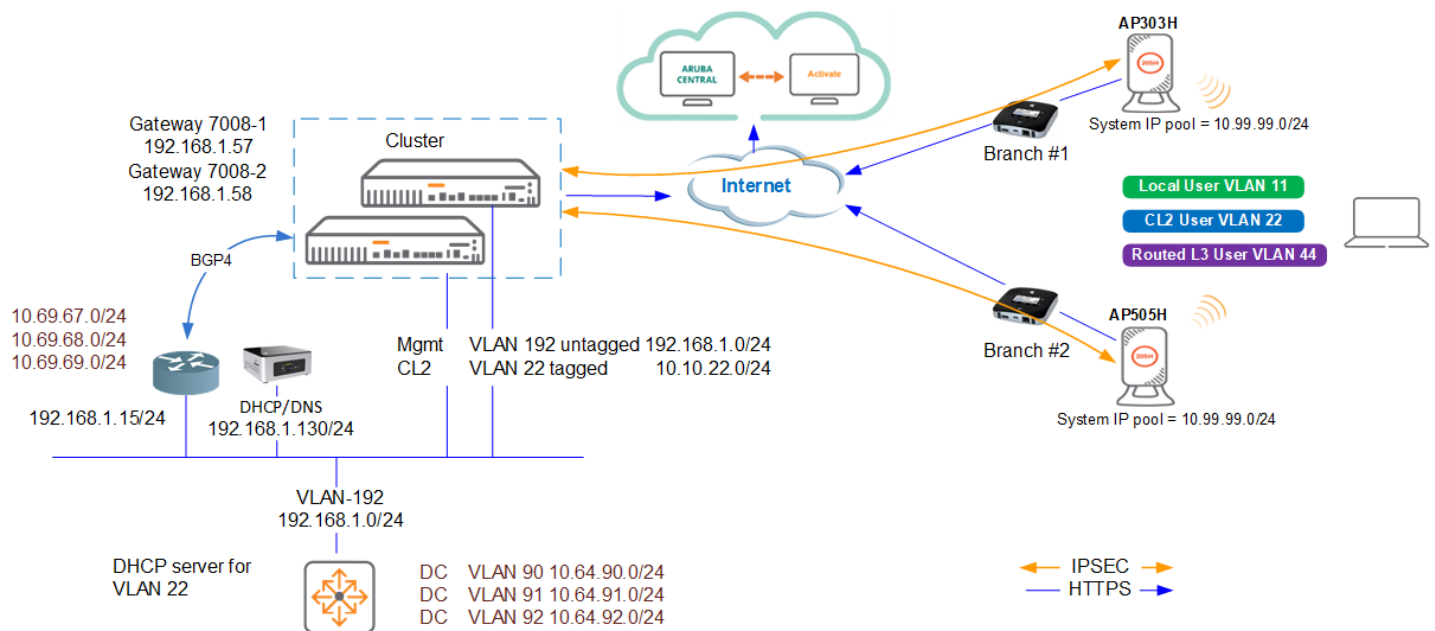 AP303H
ARUBA
CENTRAL
Activate
205H
System IP pool = 10.99.99.0/24
Branch #1
Gateway 7008-1
192.168.1.57
Gateway 7008-2
192.168.1.58
Cluster
Internet
Local User VLAN 11
CL2 User VLAN 22
Routed L3 User VLAN 44
BGP4
10.69.67.0/24
10.69.68.0/24
10.69.69.0/24
AP505H
205H
Branch #2
System IP pool = 10.99.99.0/24
Mgmt VLAN 192 untagged 192.168.1.0/24
CL2 VLAN 22 tagged 10.10.22.0/24
192.168.1.15/24
DHCP/DNS
192.168.1.130/24
VLAN-192
192.168.1.0/24
DHCP server for
VLAN 22
DC VLAN 90 10.64.90.0/24
DC VLAN 91 10.64.91.0/24
DC VLAN 92 10.64.92.0/24
IPSEC
HTTPS